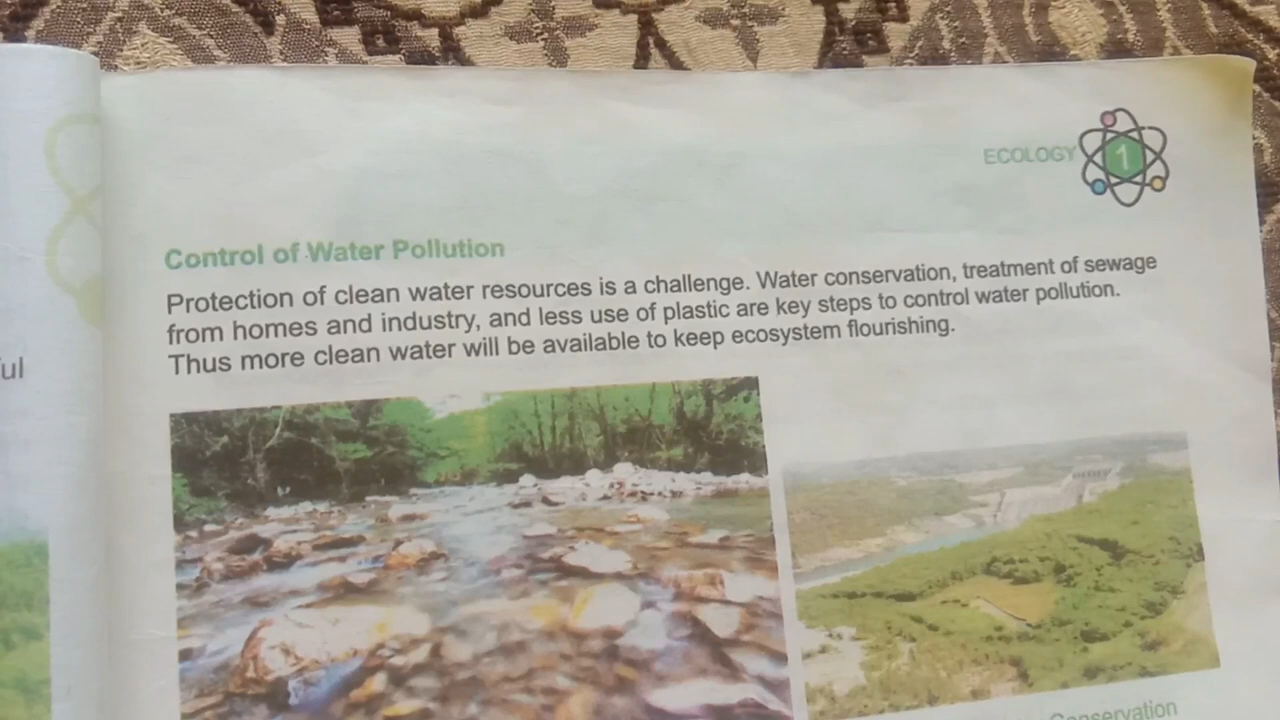 ECOLOGY 1
Control of Water Pollution
Protection of clean water resources is a challenge. Water conservation, treatment of sewage
from homes and industry, and less use of plastic are key steps to control water pollution.
Thus more clean water will be available to keep ecosystem flourishing.
ul
Conservation